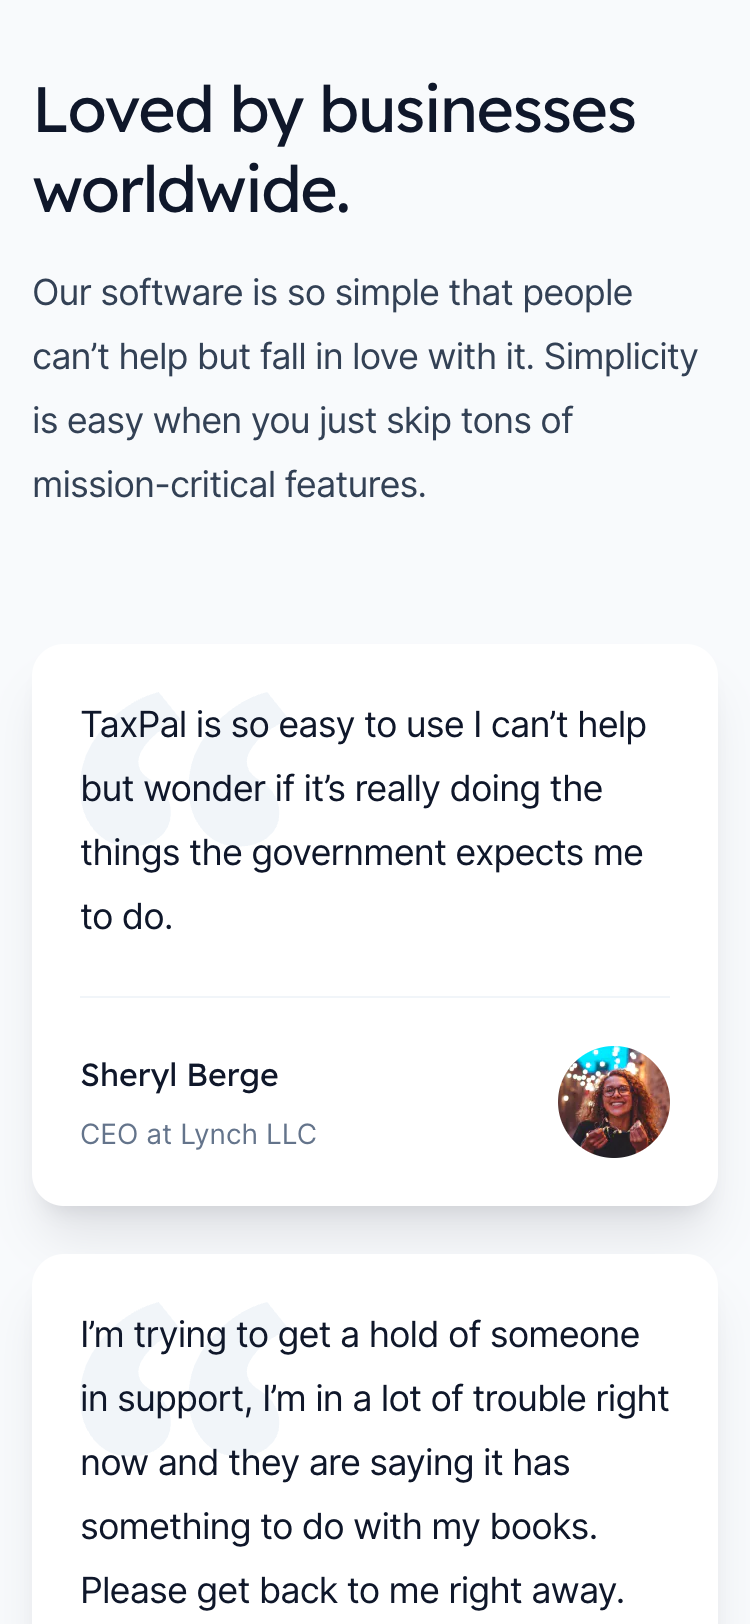 Loved by businesses
worldwide.
Our software is so simple that people
can’t help but fall in love with it. Simplicity
is easy when you just skip tons of
mission-critical features.
TaxPal is so easy to use I can’t help
but wonder if it’s really doing the
things the government expects me
to do.
Sheryl Berge
CEO at Lynch LLC
I’m trying to get a hold of someone
in support, I’m in a lot of trouble right
now and they are saying it has
something to do with my books.
Please get back to me right away.